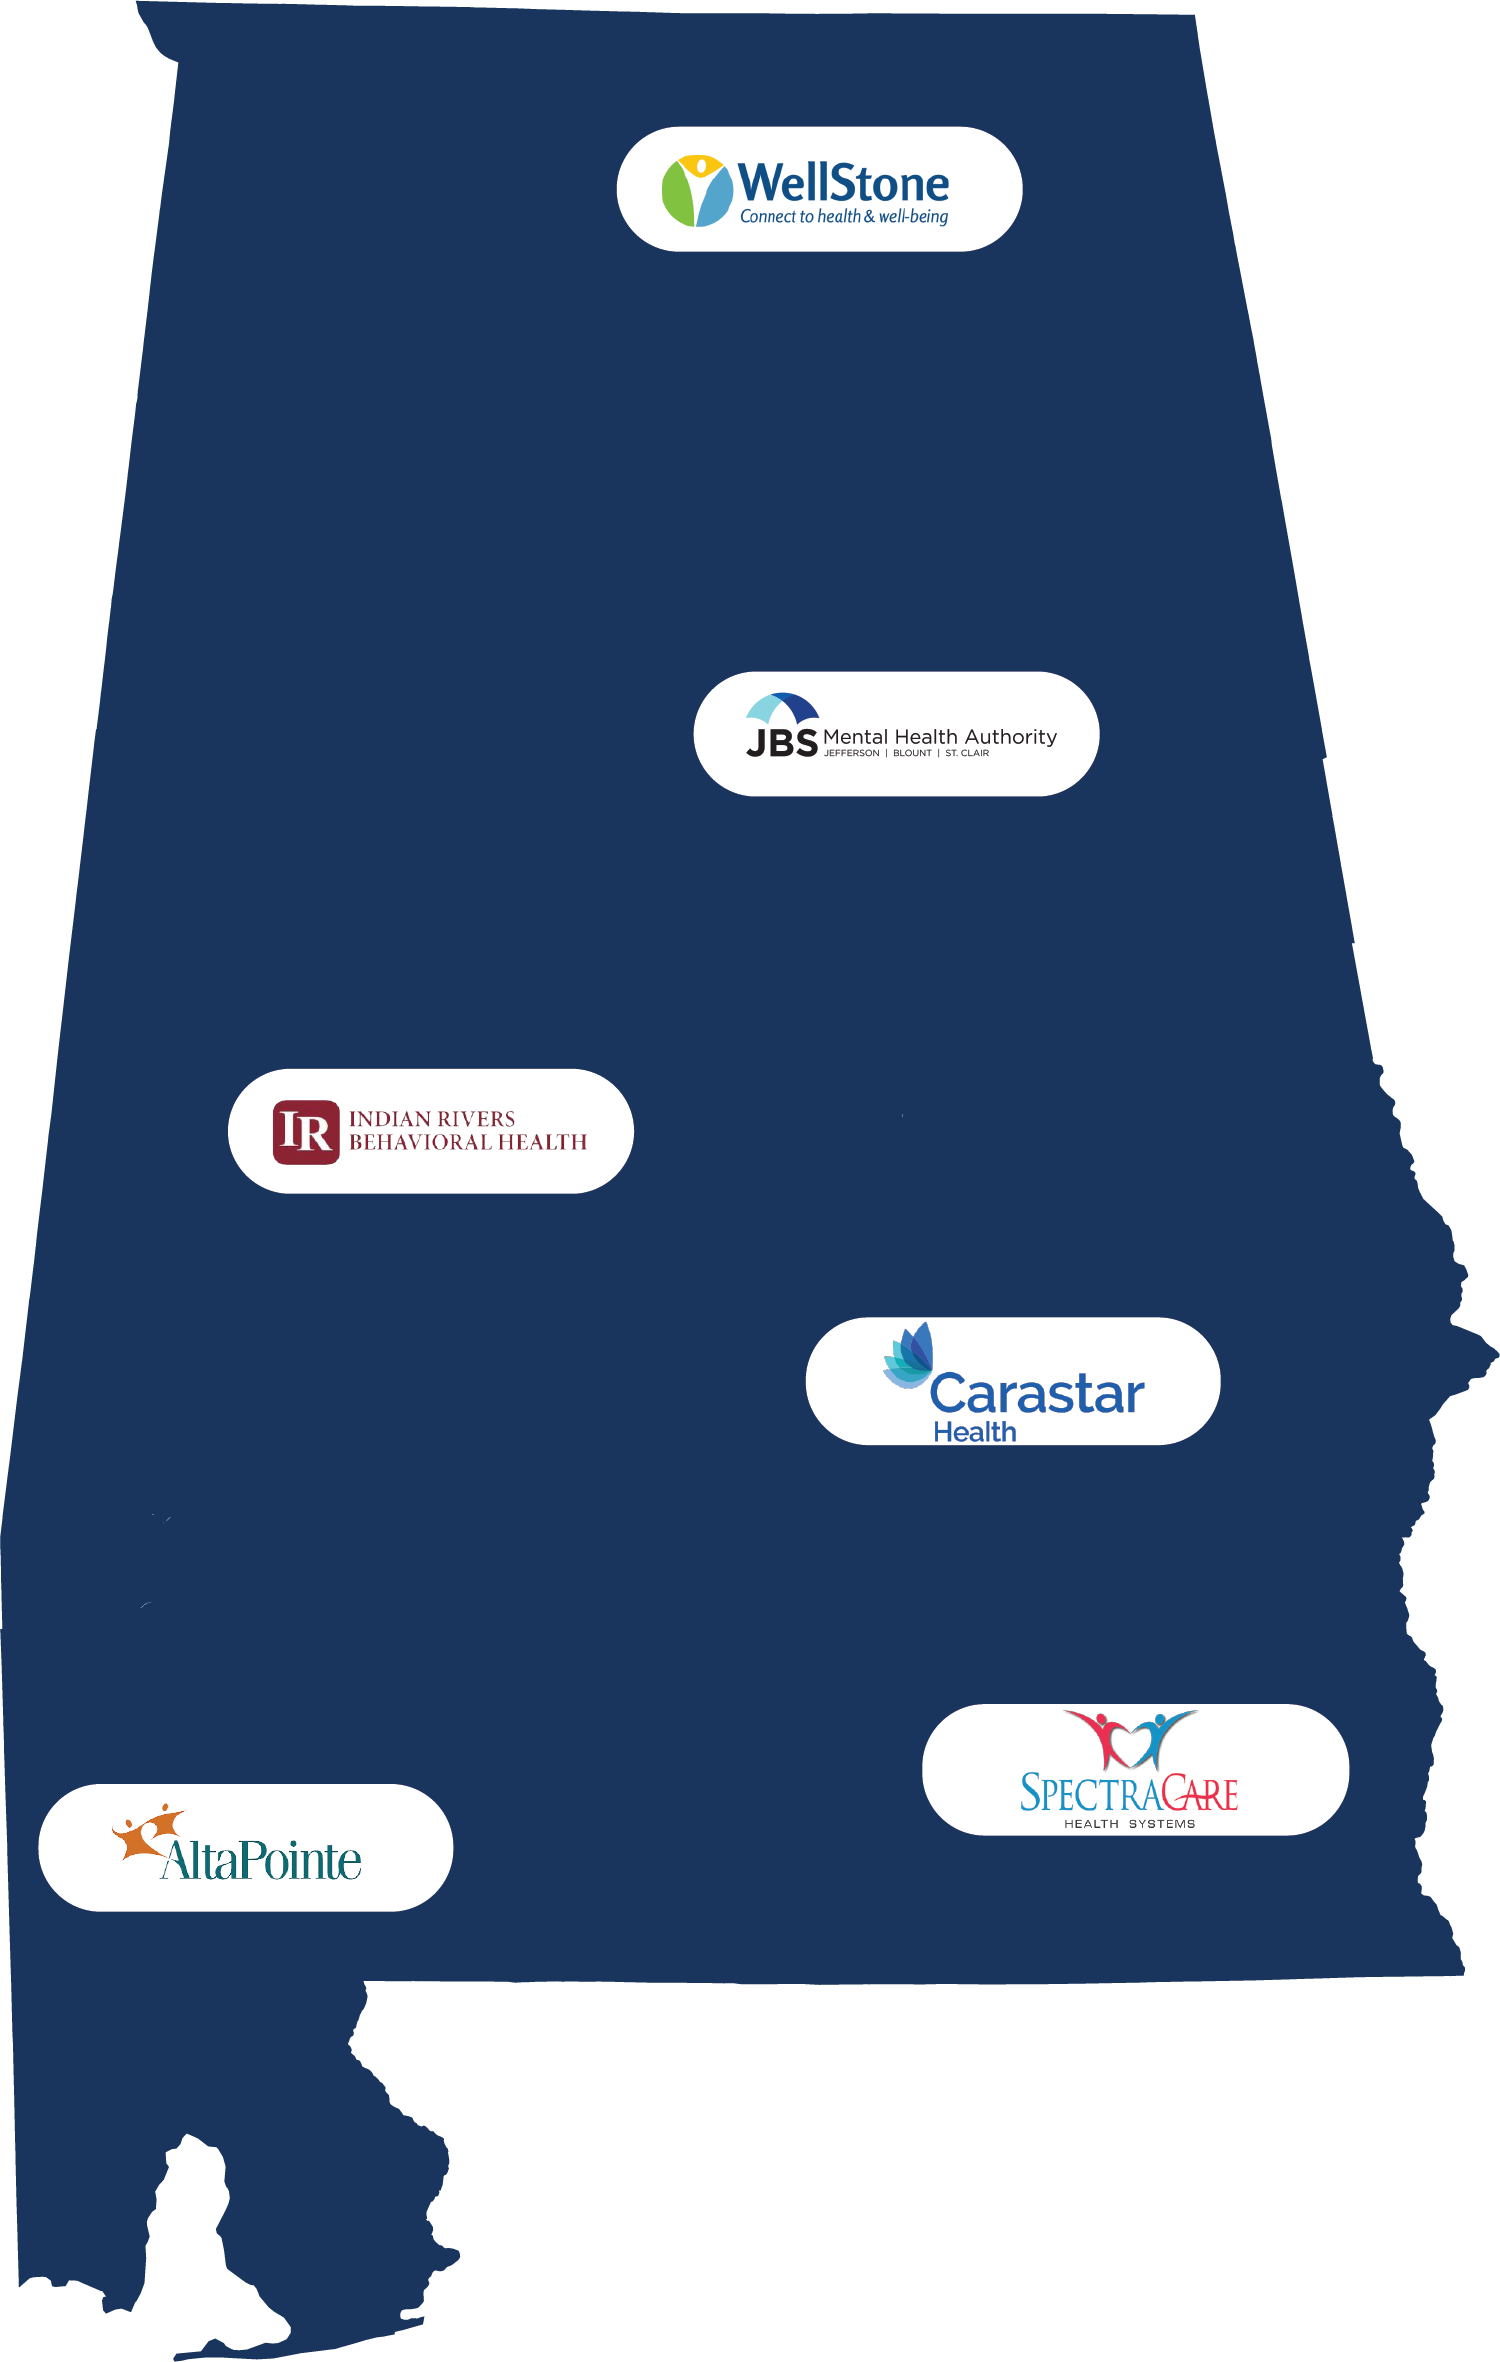 WellStone
Connect to health & well-being
JBS Mental Health Authority
JEFFERSON | BLOUNT | ST. CLAIR
IR INDIAN RIVERS
BEHAVIORAL HEALTH
Carastar
Health
SPECTRACARE
HEALTH SYSTEMS
AltaPointe